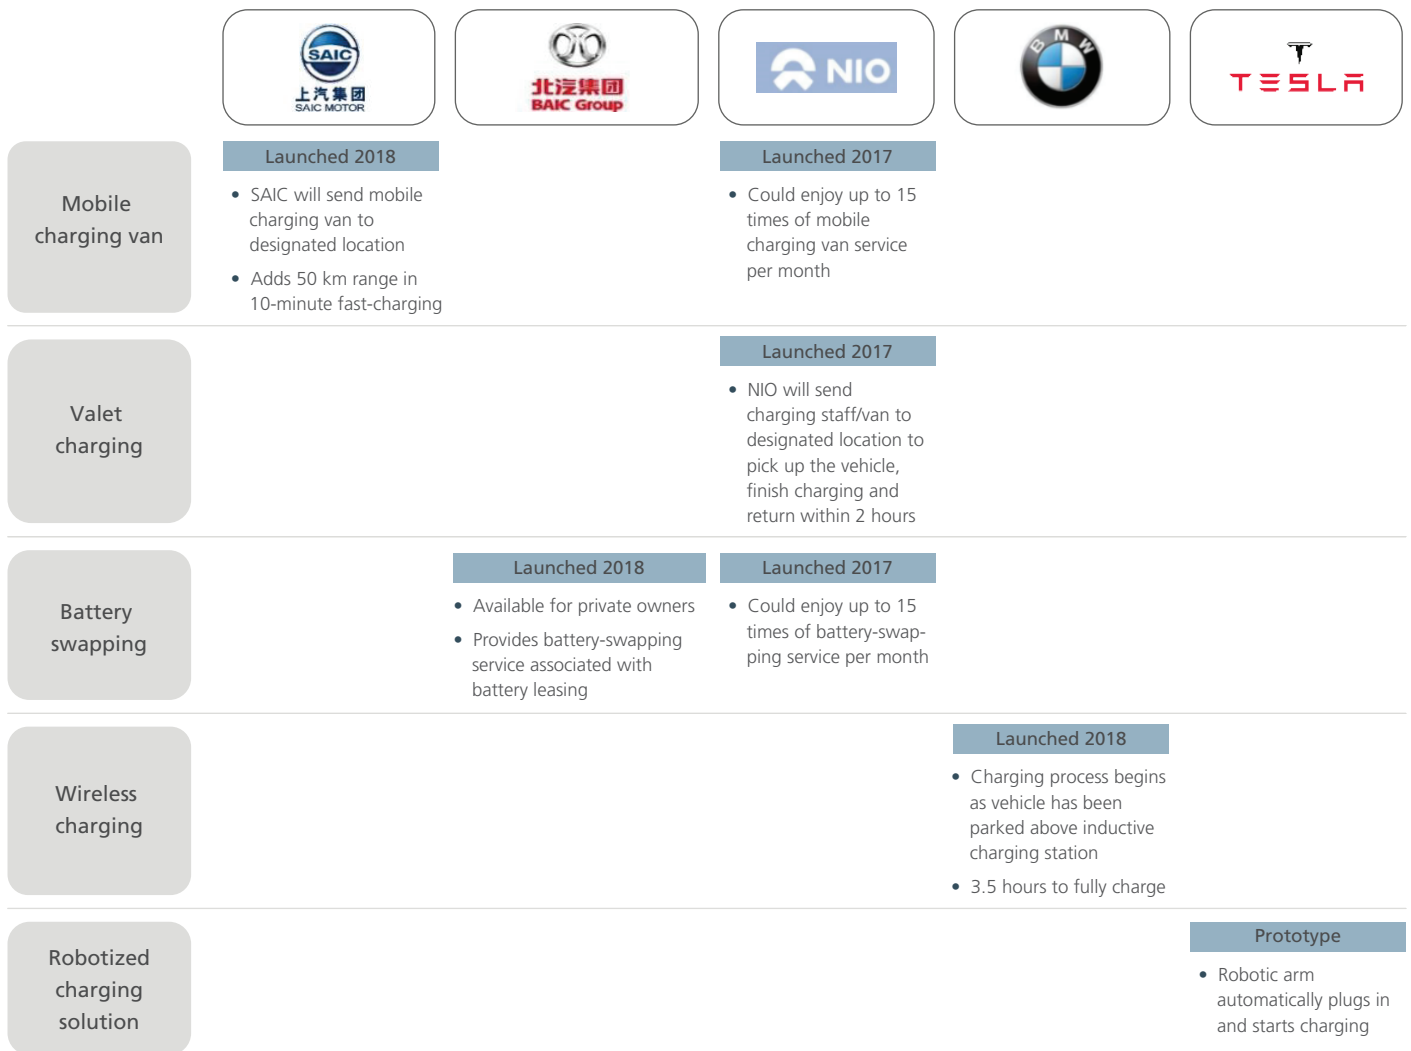 SAIC
上汽集团
SAIC MOTOR
北汽集团
BAIC Group
NIO
BMW
TESLA
Mobile
charging van
Launched 2018
• SAIC will send mobile
charging van to
designated location
• Adds 50 km range in
10-minute fast-charging
Launched 2017
• Could enjoy up to 15
times of mobile
charging van service
per month
Valet
charging
Launched 2017
• NIO will send
charging staff/van to
designated location to
pick up the vehicle,
finish charging and
return within 2 hours
Battery
swapping
Launched 2018
• Available for private owners
• Provides battery-swapping
service associated with
battery leasing
Launched 2017
• Could enjoy up to 15
times of battery-swap-
ping service per month
Wireless
charging
Launched 2018
• Charging process begins
as vehicle has been
parked above inductive
charging station
• 3.5 hours to fully charge
Robotized
charging
solution
Prototype
• Robotic arm
automatically plugs in
and starts charging